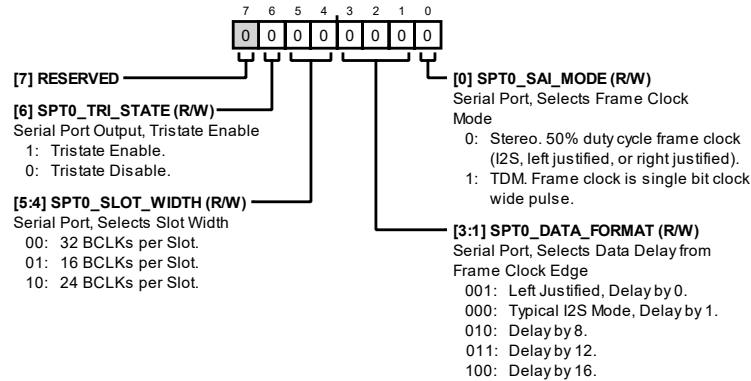 7 6 5 4 3 2 1 0
0 0 0 0 0 0 0 0
[7] RESERVED
[6] SPT0_TRI_STATE (R/W)
Serial Port Output, Tristate Enable
1: Tristate Enable.
0: Tristate Disable.
[5:4] SPT0_SLOT_WIDTH (R/W)
Serial Port, Selects Slot Width
00: 32 BCLKs per Slot.
01: 16 BCLKs per Slot.
10: 24 BCLKs per Slot.
[0] SPT0_SAI_MODE (R/W)
Serial Port, Selects Frame Clock
Mode
0: Stereo. 50% duty cycle frame clock
(I2S, left justified, or right justified).
1: TDM. Frame clock is single bit clock
wide pulse.
[3:1] SPT0_DATA_FORMAT (R/W)
Serial Port, Selects Data Delay from
Frame Clock Edge
001: Left Justified, Delay by 0.
000: Typical I2S Mode, Delay by 1.
010: Delay by 8.
011: Delay by 12.
100: Delay by 16.